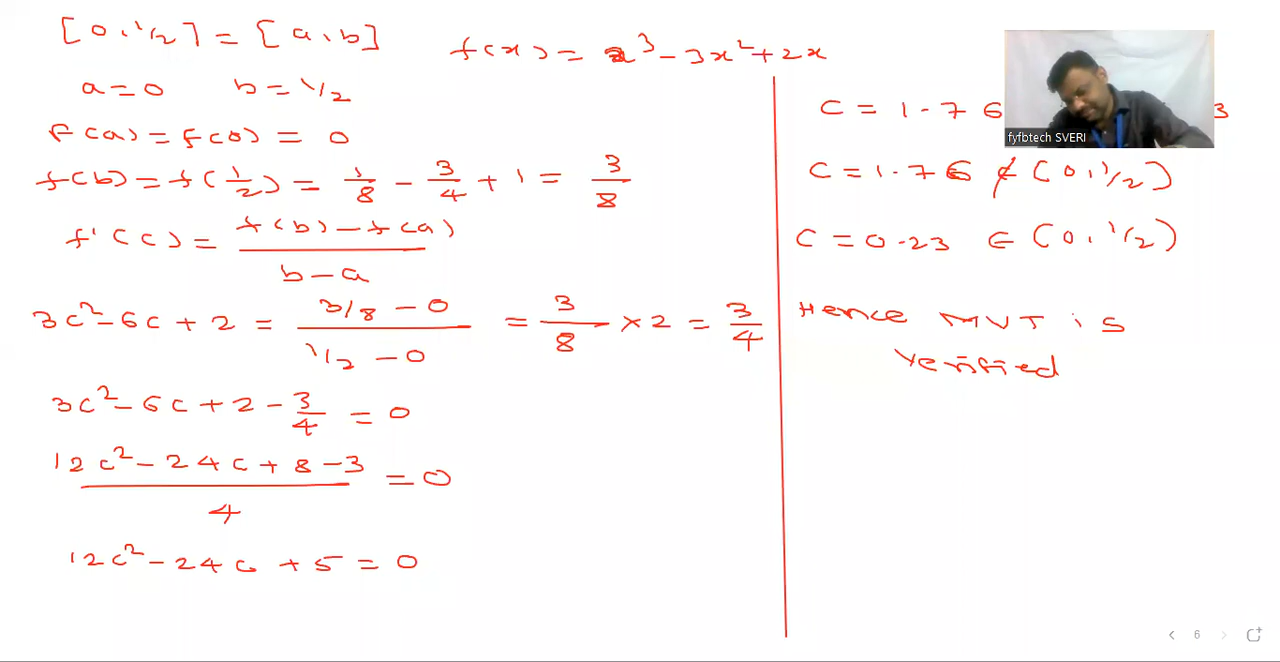 [0, 1/2] = [a, b]
f(x) = x³ - 3x² + 2x
a = 0 b = 1/2
f(a) = f(0) = 0
f(b) = f(1/2) = 1/8 - 3/4 + 1 = 3/8
f'(c) = f(b) - f(a) / b - a
3c² - 6c + 2 = 3/8 - 0 / 1/2 - 0 = 3/8 × 2 = 3/4
3c² - 6c + 2 - 3/4 = 0
12c² - 24c + 8 - 3 / 4 = 0
12c² - 24c + 5 = 0
c = 1.76 3
c = 1.76 ∉ (0, 1/2)
c = 0.23 ∈ (0, 1/2)
Hence MVT is
verified
fyfbtech SVERI
6